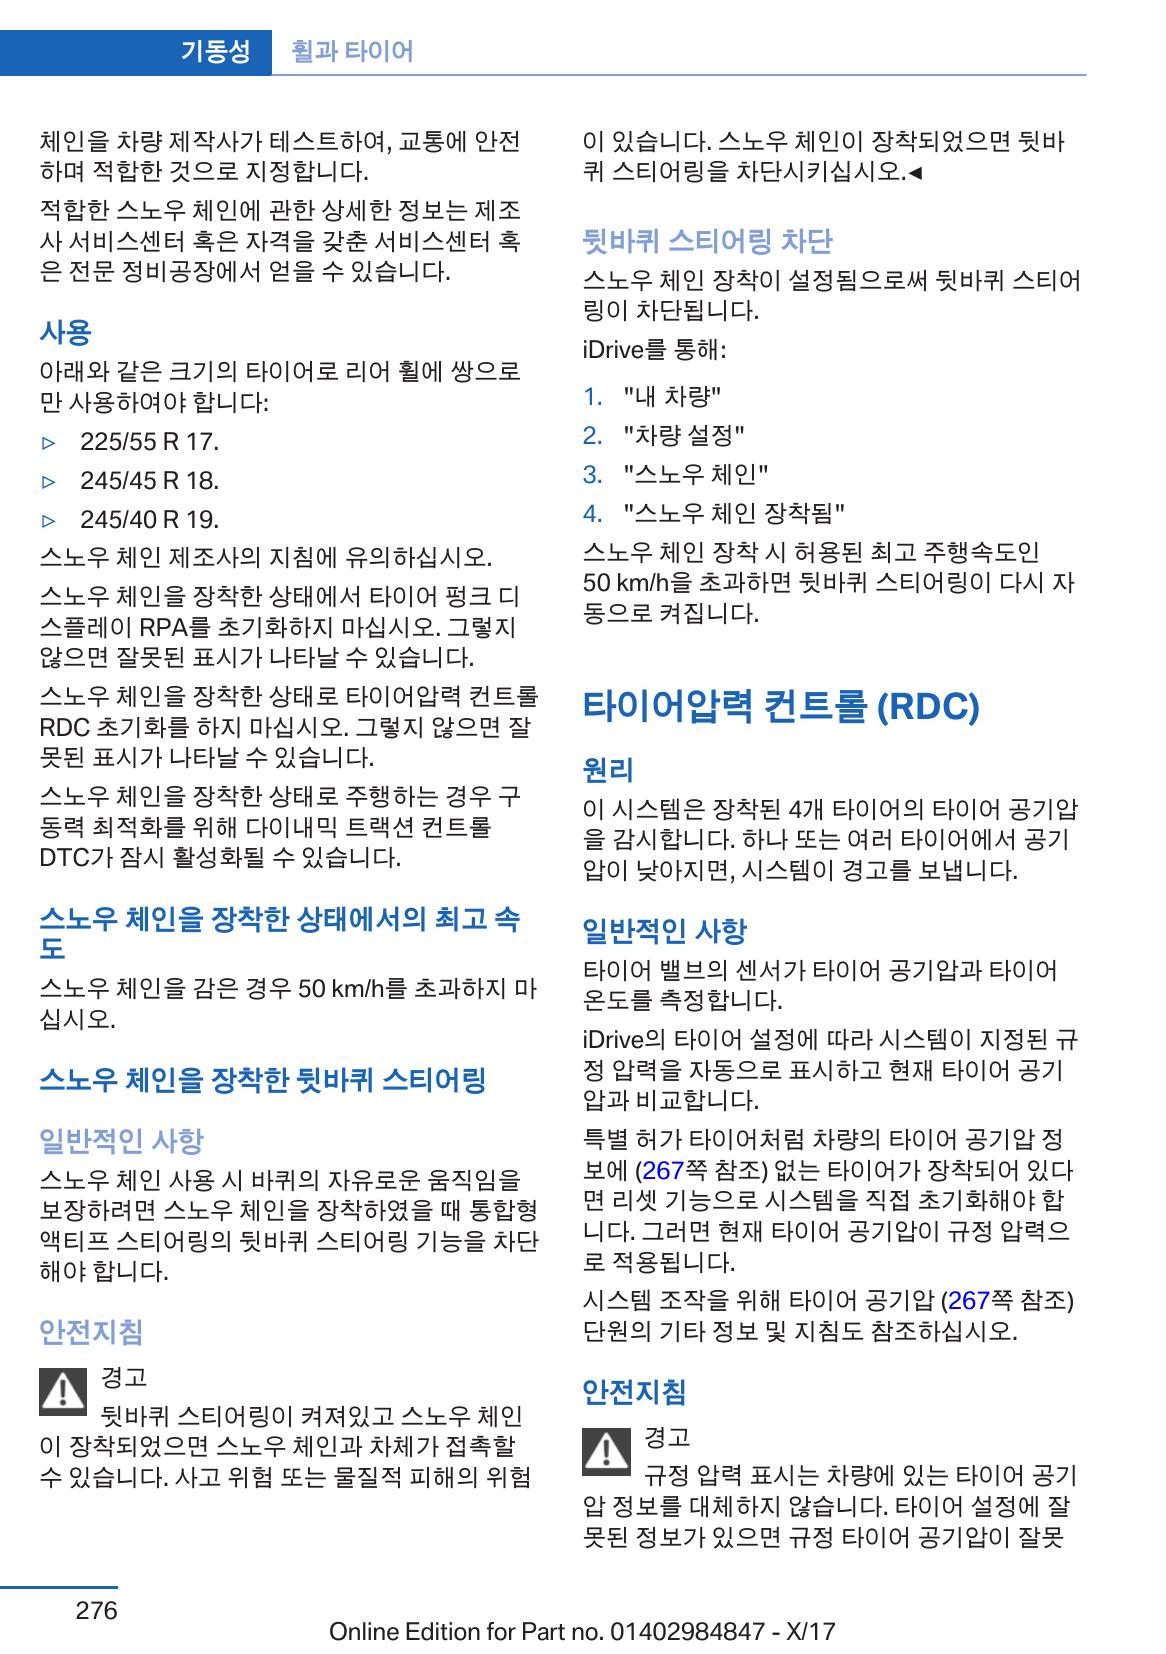 기동성 휠과 타이어
체인을 차량 제작사가 테스트하여, 교통에 안전
하며 적합한 것으로 지정합니다.
적합한 스노우 체인에 관한 상세한 정보는 제조
사 서비스센터 혹은 자격을 갖춘 서비스센터 혹
은 전문 정비공장에서 얻을 수 있습니다.
사용
아래와 같은 크기의 타이어로 리어 휠에 쌍으로
만 사용하여야 합니다:
▷ 225/55 R 17.
▷ 245/45 R 18.
▷ 245/40 R 19.
스노우 체인 제조사의 지침에 유의하십시오.
스노우 체인을 장착한 상태에서 타이어 펑크 디
스플레이 RPA를 초기화하지 마십시오. 그렇지
않으면 잘못된 표시가 나타날 수 있습니다.
스노우 체인을 장착한 상태로 타이어압력 컨트롤
RDC 초기화를 하지 마십시오. 그렇지 않으면 잘
못된 표시가 나타날 수 있습니다.
스노우 체인을 장착한 상태로 주행하는 경우 구
동력 최적화를 위해 다이내믹 트랙션 컨트롤
DTC가 잠시 활성화될 수 있습니다.
스노우 체인을 장착한 상태에서의 최고 속
도
스노우 체인을 감은 경우 50 km/h를 초과하지 마
십시오.
스노우 체인을 장착한 뒷바퀴 스티어링
일반적인 사항
스노우 체인 사용 시 바퀴의 자유로운 움직임을
보장하려면 스노우 체인을 장착하였을 때 통합형
액티프 스티어링의 뒷바퀴 스티어링 기능을 차단
해야 합니다.
안전지침
경고
뒷바퀴 스티어링이 켜져있고 스노우 체인
이 장착되었으면 스노우 체인과 차체가 접촉할
수 있습니다. 사고 위험 또는 물질적 피해의 위험
이 있습니다. 스노우 체인이 장착되었으면 뒷바
퀴 스티어링을 차단시키십시오.◀
뒷바퀴 스티어링 차단
스노우 체인 장착이 설정됨으로써 뒷바퀴 스티어
링이 차단됩니다.
iDrive를 통해:
1. "내 차량"
2. "차량 설정"
3. "스노우 체인"
4. "스노우 체인 장착됨"
스노우 체인 장착 시 허용된 최고 주행속도인
50 km/h을 초과하면 뒷바퀴 스티어링이 다시 자
동으로 켜집니다.
타이어압력 컨트롤 (RDC)
원리
이 시스템은 장착된 4개 타이어의 타이어 공기압
을 감시합니다. 하나 또는 여러 타이어에서 공기
압이 낮아지면, 시스템이 경고를 보냅니다.
일반적인 사항
타이어 밸브의 센서가 타이어 공기압과 타이어
온도를 측정합니다.
iDrive의 타이어 설정에 따라 시스템이 지정된 규
정 압력을 자동으로 표시하고 현재 타이어 공기
압과 비교합니다.
특별 허가 타이어처럼 차량의 타이어 공기압 정
보에 (267쪽 참조) 없는 타이어가 장착되어 있다
면 리셋 기능으로 시스템을 직접 초기화해야 합
니다. 그러면 현재 타이어 공기압이 규정 압력으
로 적용됩니다.
시스템 조작을 위해 타이어 공기압 (267쪽 참조)
단원의 기타 정보 및 지침도 참조하십시오.
안전지침
경고
규정 압력 표시는 차량에 있는 타이어 공기
압 정보를 대체하지 않습니다. 타이어 설정에 잘
못된 정보가 있으면 규정 타이어 공기압이 잘못
276
Online Edition for Part no. 01402984847 - X/17